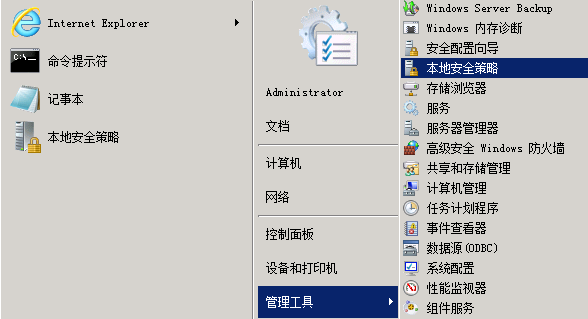 Internet Explorer
命令提示符
记事本
本地安全策略
Administrator
文档
计算机
网络
控制面板
设备和打印机
管理工具
Windows Server Backup
Windows 内存诊断
安全配置向导
本地安全策略
存储浏览器
服务
服务器管理器
高级安全 Windows 防火墙
共享和存储管理
计算机管理
任务计划程序
事件查看器
数据源(ODBC)
系统配置
性能监视器
组件服务